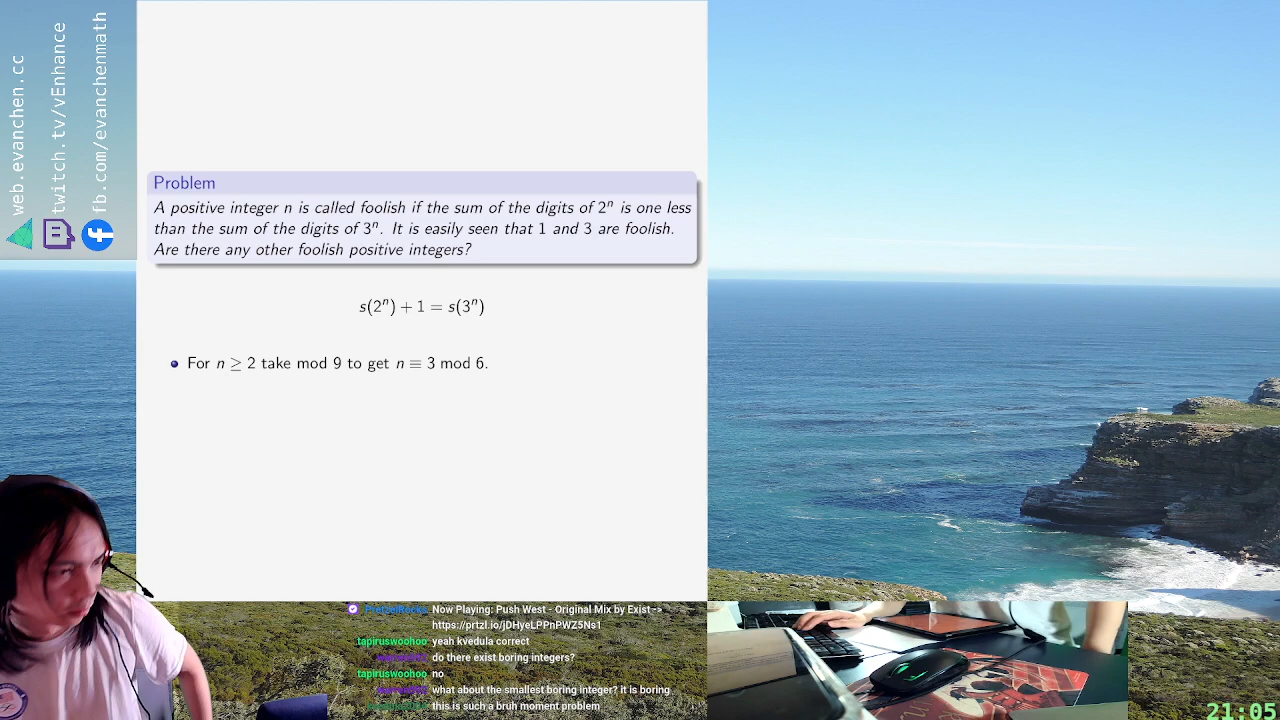 web.evanchen.cc
twitch.tv/vEnhance
fb.com/evanchenmath
Problem
A positive integer n is called foolish if the sum of the digits of 2ⁿ is one less
than the sum of the digits of 3ⁿ. It is easily seen that 1 and 3 are foolish.
Are there any other foolish positive integers?
s(2ⁿ) + 1 = s(3ⁿ)
• For n ≥ 2 take mod 9 to get n ≡ 3 mod 6.
PretzelRocks: Now Playing: Push West - Original Mix by Exist ->
https://prtzl.io/jDHyeLPPnPWZ5Ns1
tapiruswoohoo: yeah kvedula correct
do there exist boring integers?
tapiruswoohoo: no
what about the smallest boring integer? it is boring
this is such a bruh moment problem
21:05